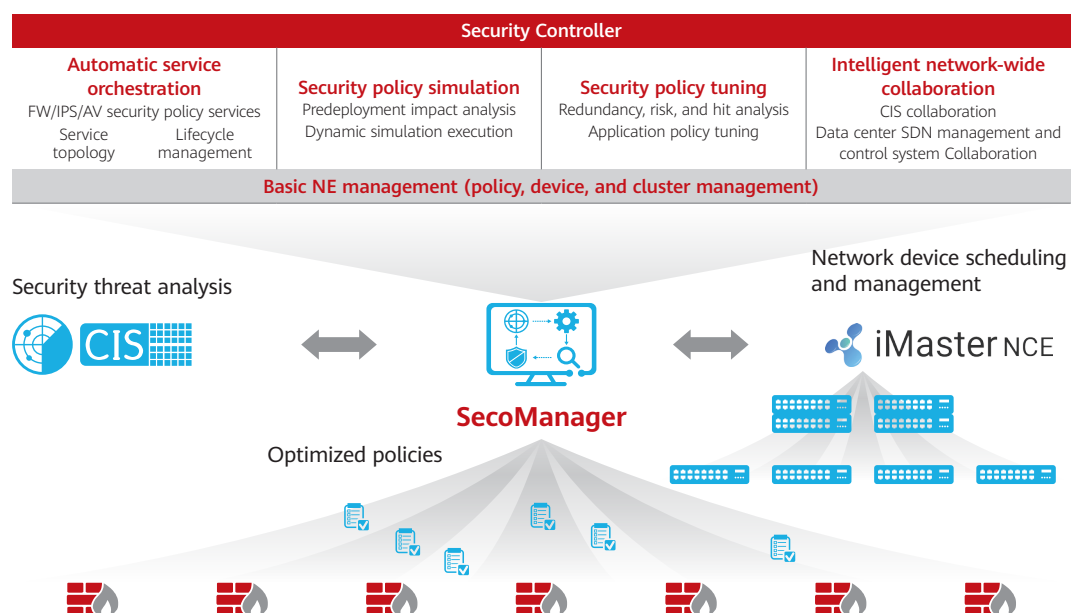 Security Controller
Automatic service
orchestration
FW/IPS/AV security policy services
Service
topology
Lifecycle
management
Security policy simulation
Predeployment impact analysis
Dynamic simulation execution
Security policy tuning
Redundancy, risk, and hit analysis
Application policy tuning
Intelligent network-wide
collaboration
CIS collaboration
Data center SDN management and
control system Collaboration
Basic NE management (policy, device, and cluster management)
Security threat analysis
CIS
Network device scheduling
and management
iMaster NCE
SecoManager
Optimized policies